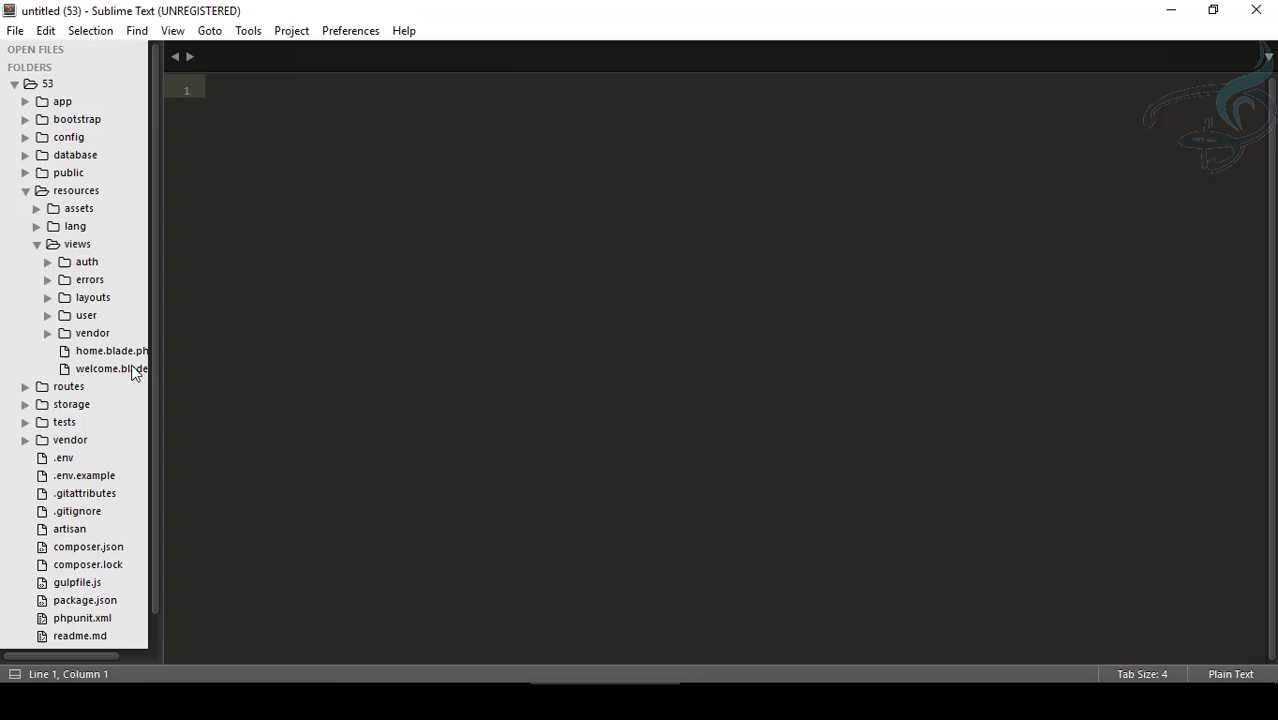 untitled (53) - Sublime Text (UNREGISTERED)
File Edit Selection Find View Goto Tools Project Preferences Help
OPEN FILES
FOLDERS
53
app
bootstrap
config
database
public
resources
assets
lang
views
auth
errors
layouts
user
vendor
home.blade.ph
welcome.blade
routes
storage
tests
vendor
.env
.env.example
.gitattributes
.gitignore
artisan
composer.json
composer.lock
gulpfile.js
package.json
phpunit.xml
readme.md
1
Line 1, Column 1
Tab Size: 4
Plain Text